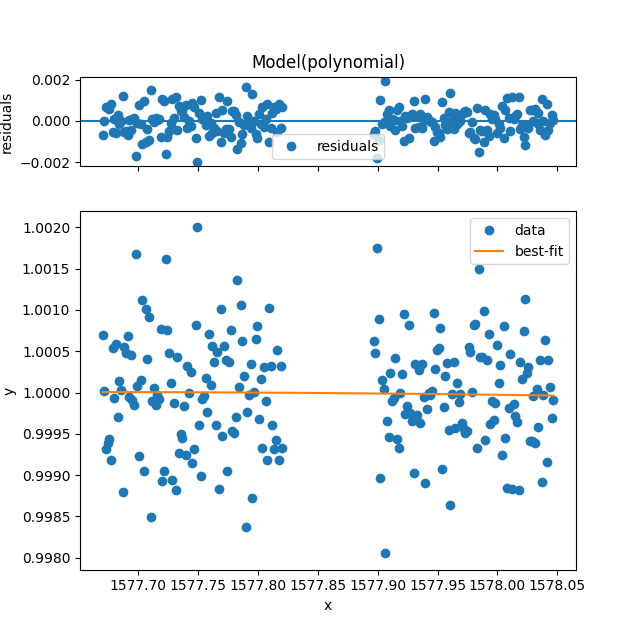 Model(polynomial)
0.002
0.000
−0.002
residuals
residuals
1.0020
1.0015
1.0010
1.0005
1.0000
0.9995
0.9990
0.9985
0.9980
y
data
best-fit
1577.70 1577.75 1577.80 1577.85 1577.90 1577.95 1578.00 1578.05
x